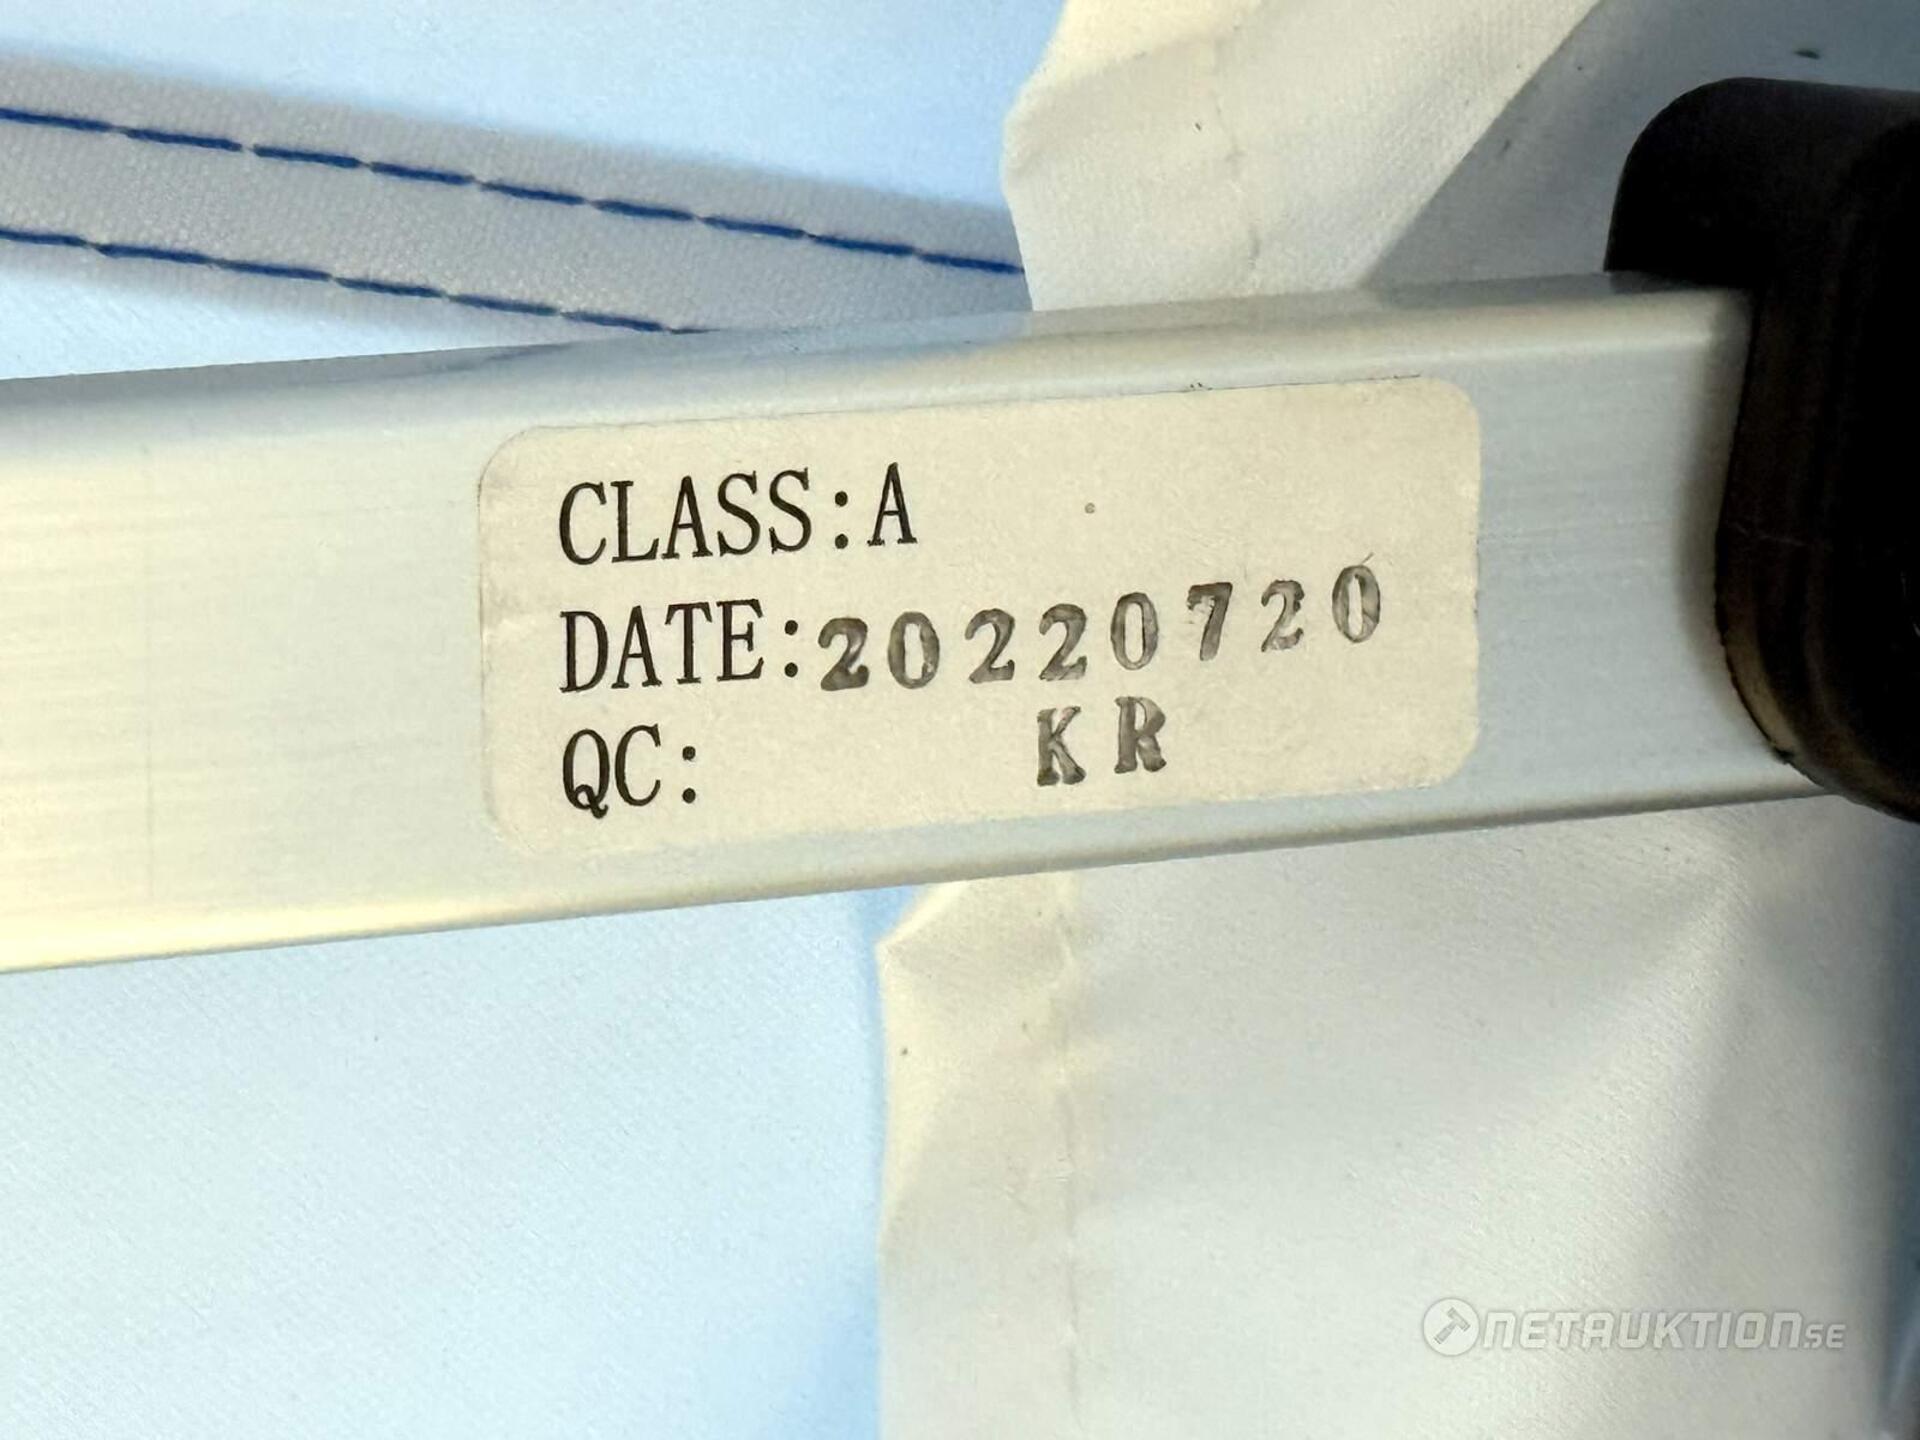 CLASS:A
DATE:20220720
QC: KR
NETAUKTION.SE